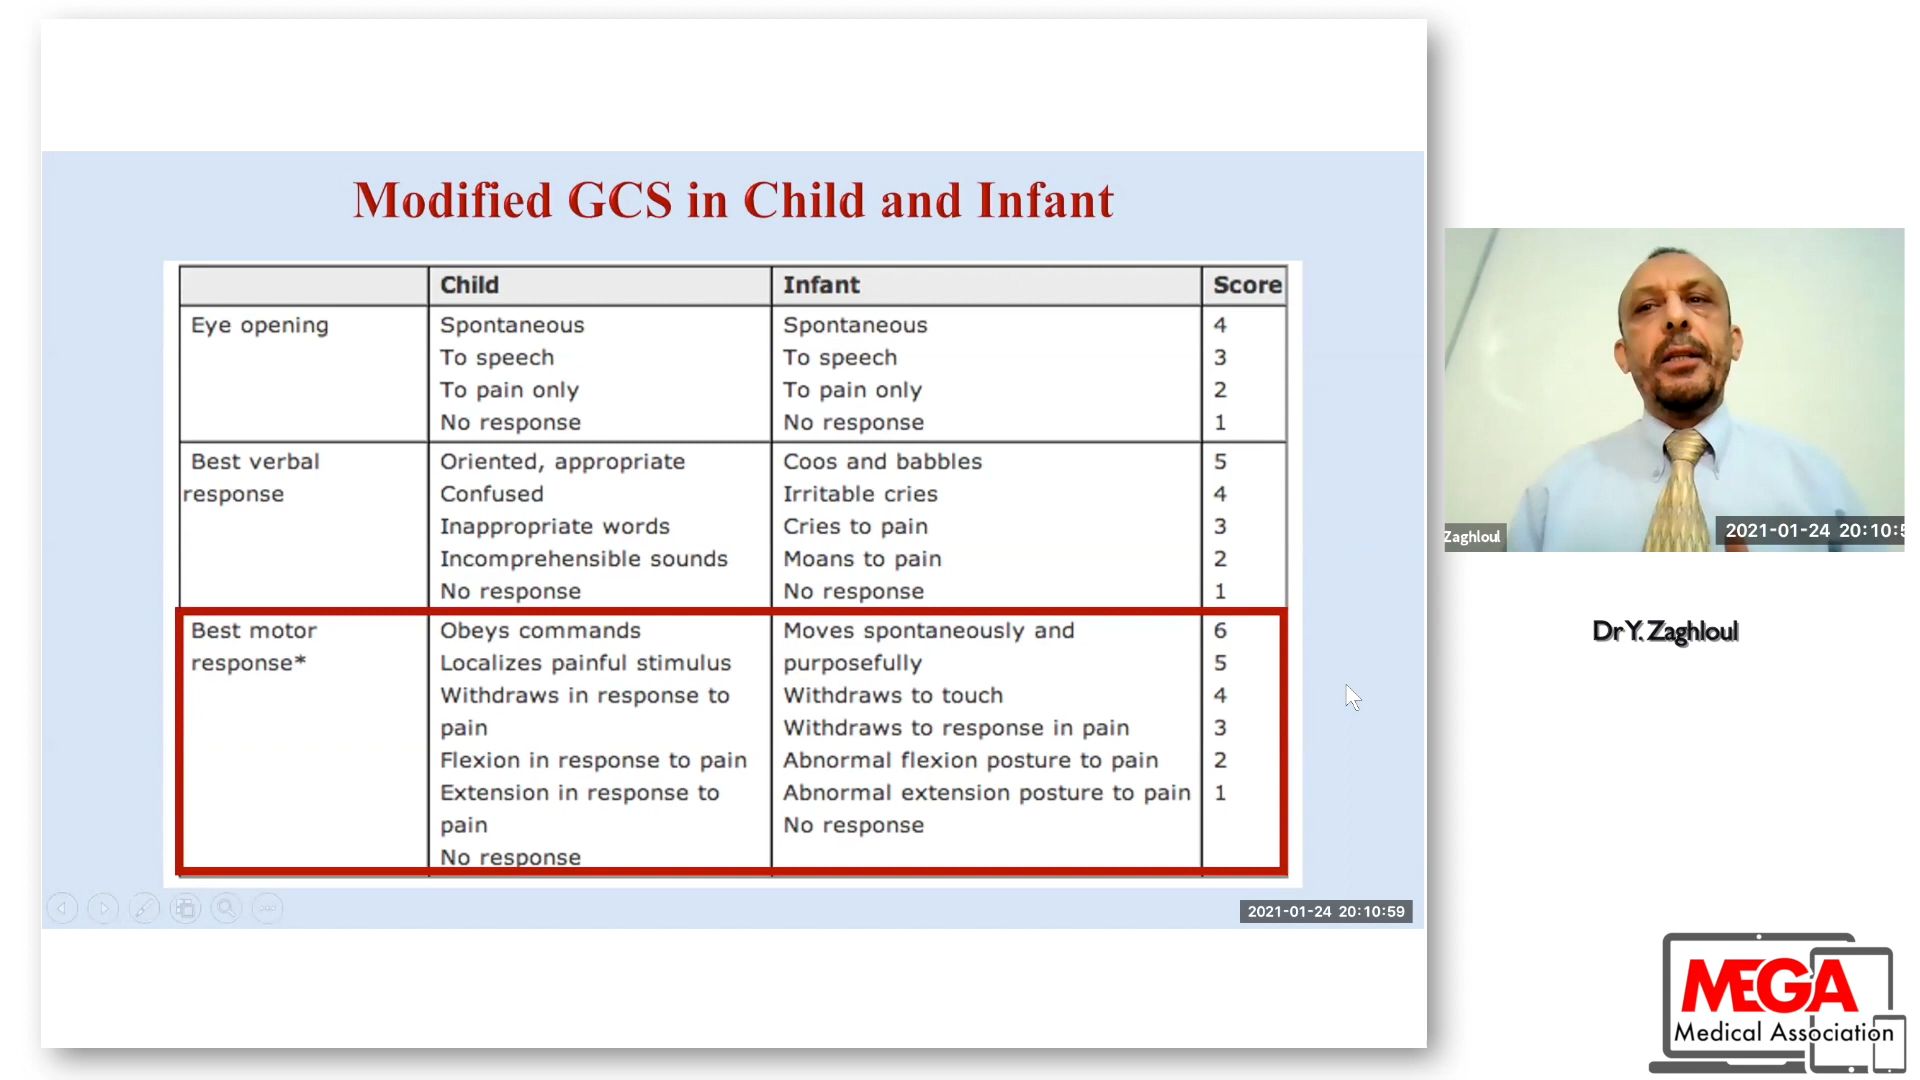 Modified GCS in Child and Infant
Child Infant Score
Eye opening Spontaneous Spontaneous 4
To speech To speech 3
To pain only To pain only 2
No response No response 1
Best verbal Oriented, appropriate Coos and babbles 5
response Confused Irritable cries 4
Inappropriate words Cries to pain 3
Incomprehensible sounds Moans to pain 2
No response No response 1
Best motor Obeys commands Moves spontaneously and 6
response* Localizes painful stimulus purposefully 5
Withdraws in response to Withdraws to touch 4
pain Withdraws to response in pain 3
Flexion in response to pain Abnormal flexion posture to pain 2
Extension in response to Abnormal extension posture to pain 1
pain No response
No response
2021-01-24 20:10:59
Zaghloul
2021-01-24 20:10:5
Dr Y. Zaghloul
MEGA
Medical Association